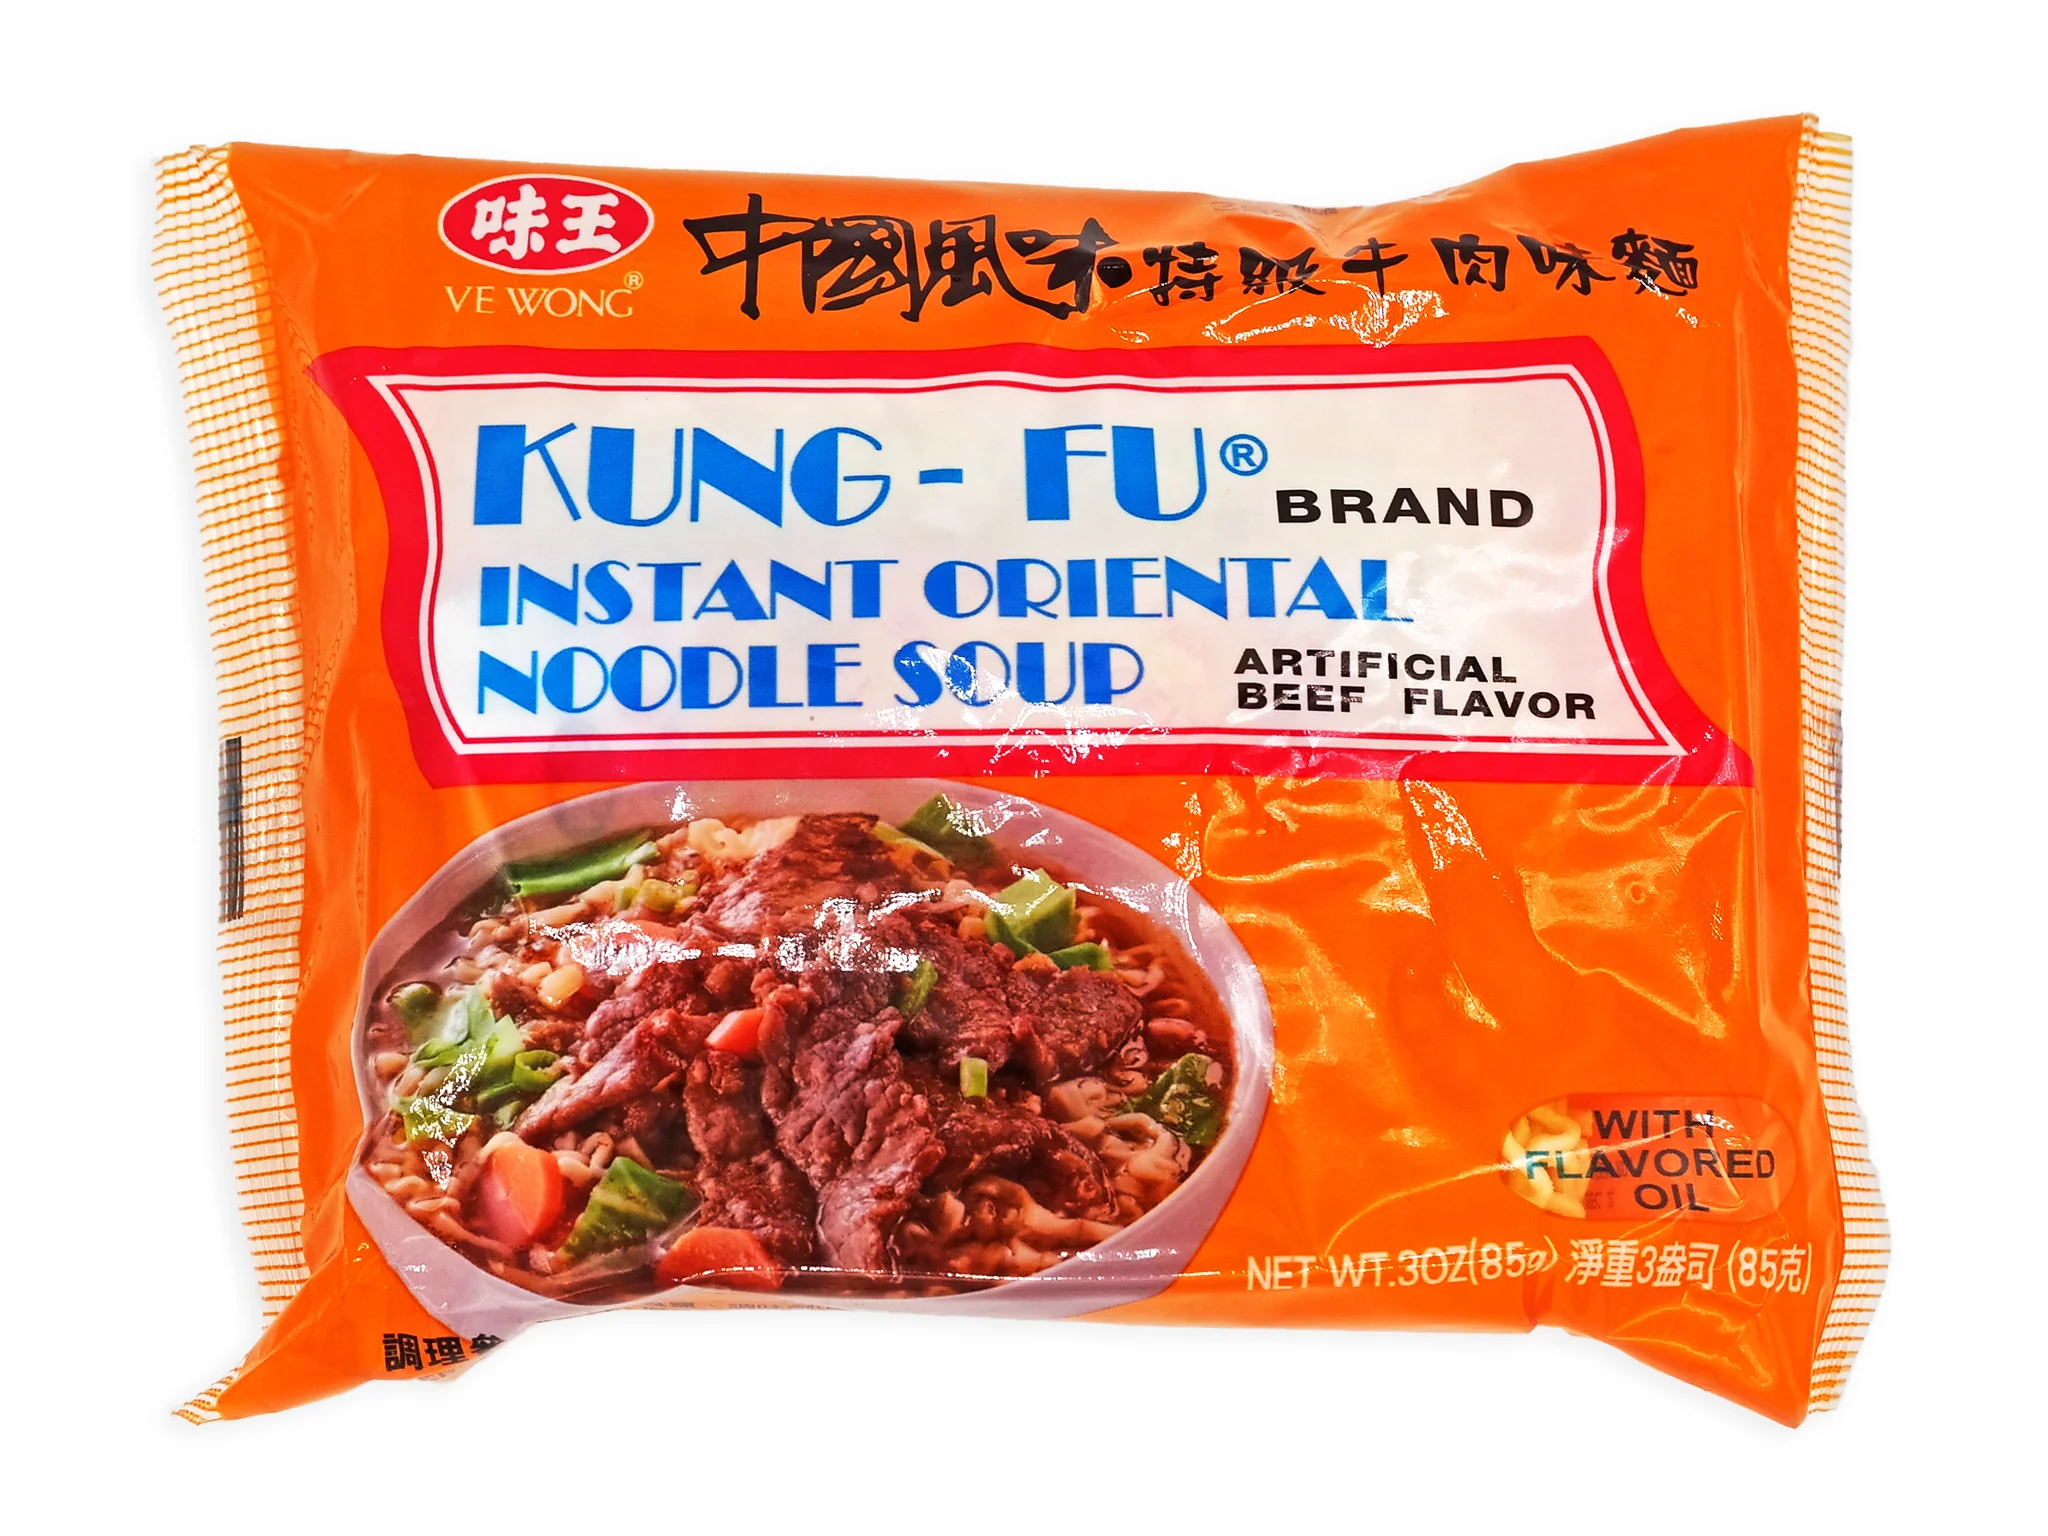 味王
VE WONG®
中國風味•特級牛肉味麵
KUNG - FU® BRAND
INSTANT ORIENTAL
NOODLE SOUP
ARTIFICIAL
BEEF FLAVOR
WITH
FLAVORED
OIL
NET WT.3OZ(85g) 淨重3盎司 (85克)
調理